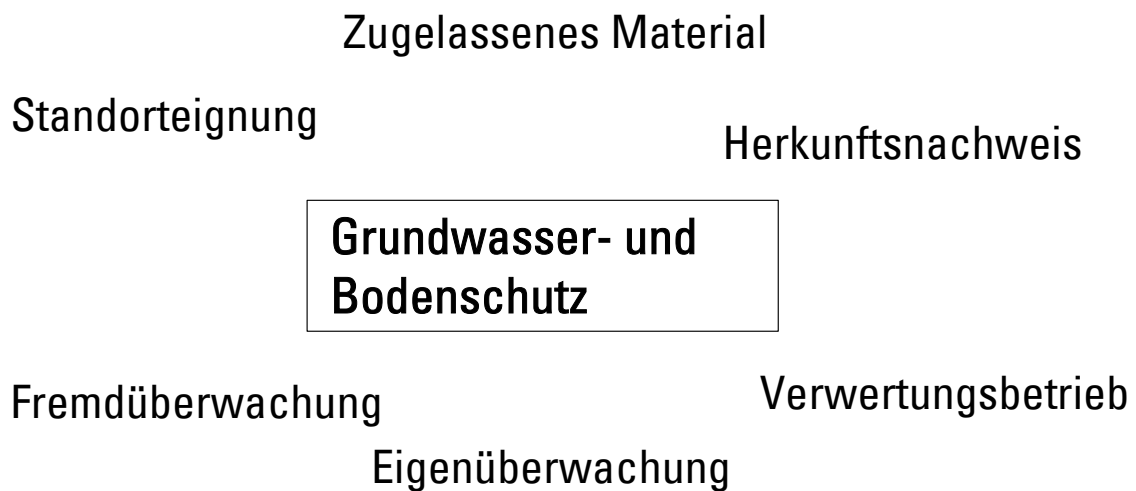 Zugelassenes Material
Standorteignung
Herkunftsnachweis
Grundwasser- und
Bodenschutz
Verwertungsbetrieb
Fremdüberwachung
Eigenüberwachung